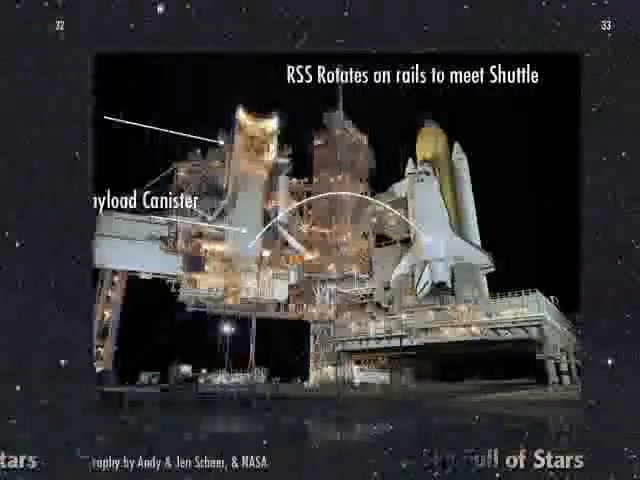 32
33
RSS Rotates on rails to meet Shuttle
yload Canister
tars
raphy by Andy & Jen Scheer, & NASA
Full of Stars